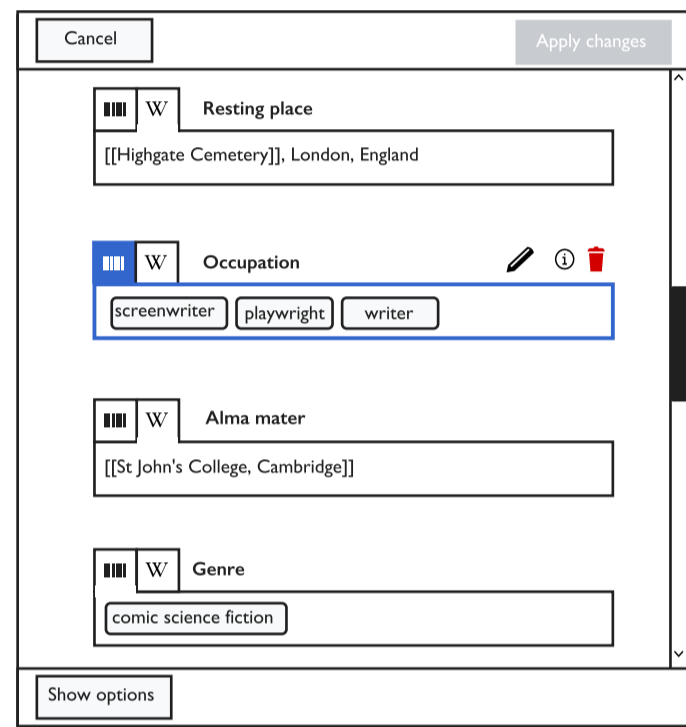 Cancel
Apply changes
W Resting place
[[Highgate Cemetery]], London, England
W Occupation
screenwriter playwright writer
W Alma mater
[[St John's College, Cambridge]]
W Genre
comic science fiction
Show options